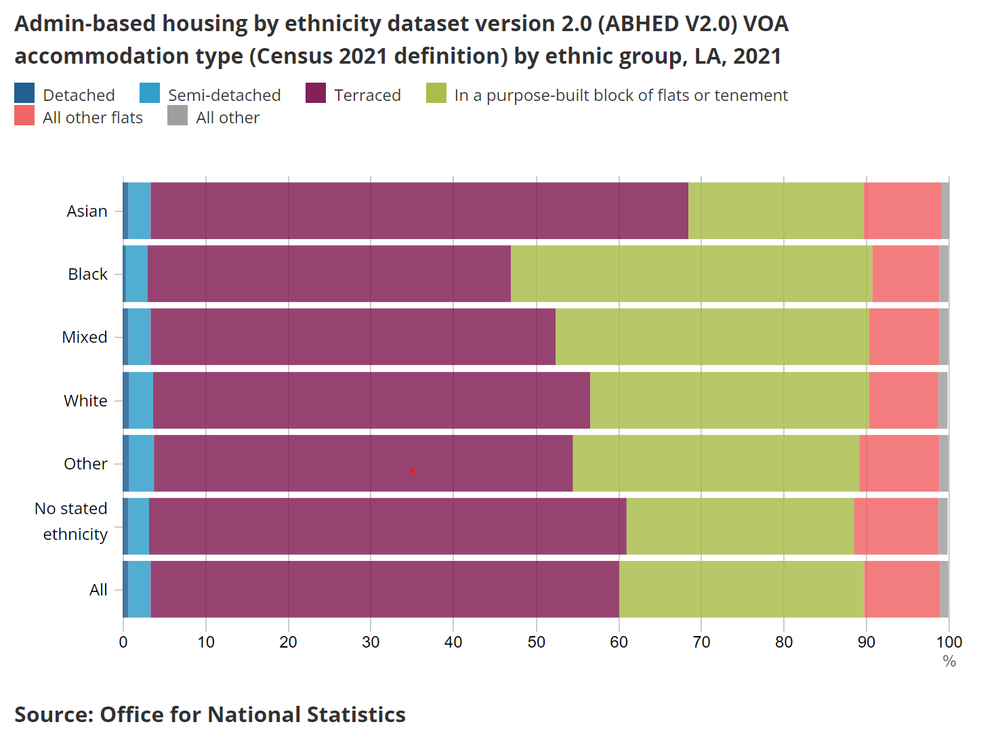 Admin-based housing by ethnicity dataset version 2.0 (ABHED V2.0) VOA
accommodation type (Census 2021 definition) by ethnic group, LA, 2021
Detached Semi-detached Terraced In a purpose-built block of flats or tenement
All other flats All other
Asian
Black
Mixed
White
Other
No stated
ethnicity
All
0 10 20 30 40 50 60 70 80 90 100
%
Source: Office for National Statistics